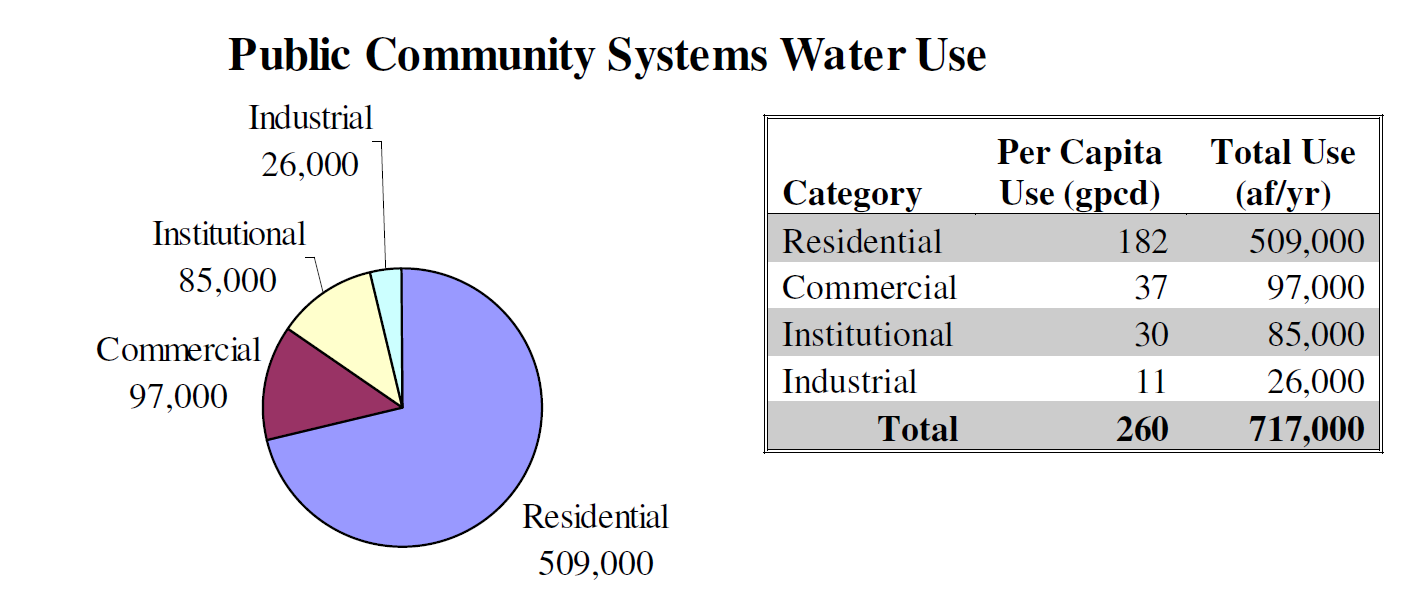 Public Community Systems Water Use
Industrial
26,000
Institutional
85,000
Commercial
97,000
Residential
509,000
Per Capita Total Use
Category Use (gpcd) (af/yr)
Residential 182 509,000
Commercial 37 97,000
Institutional 30 85,000
Industrial 11 26,000
Total 260 717,000